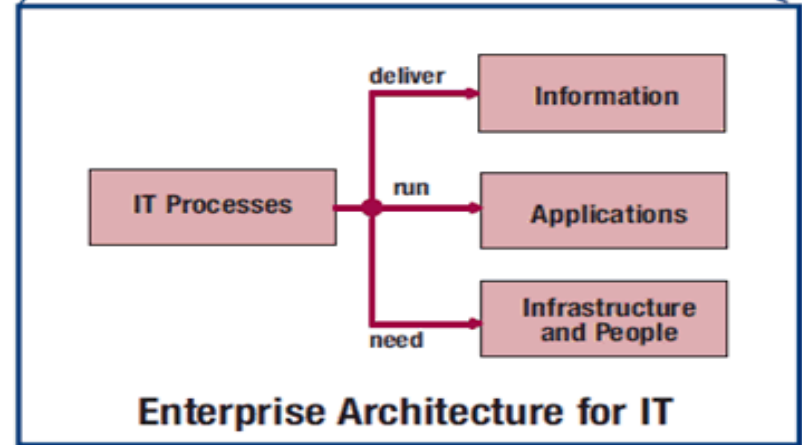 deliver
Information
IT Processes
run
Applications
Infrastructure
and People
need
Enterprise Architecture for IT